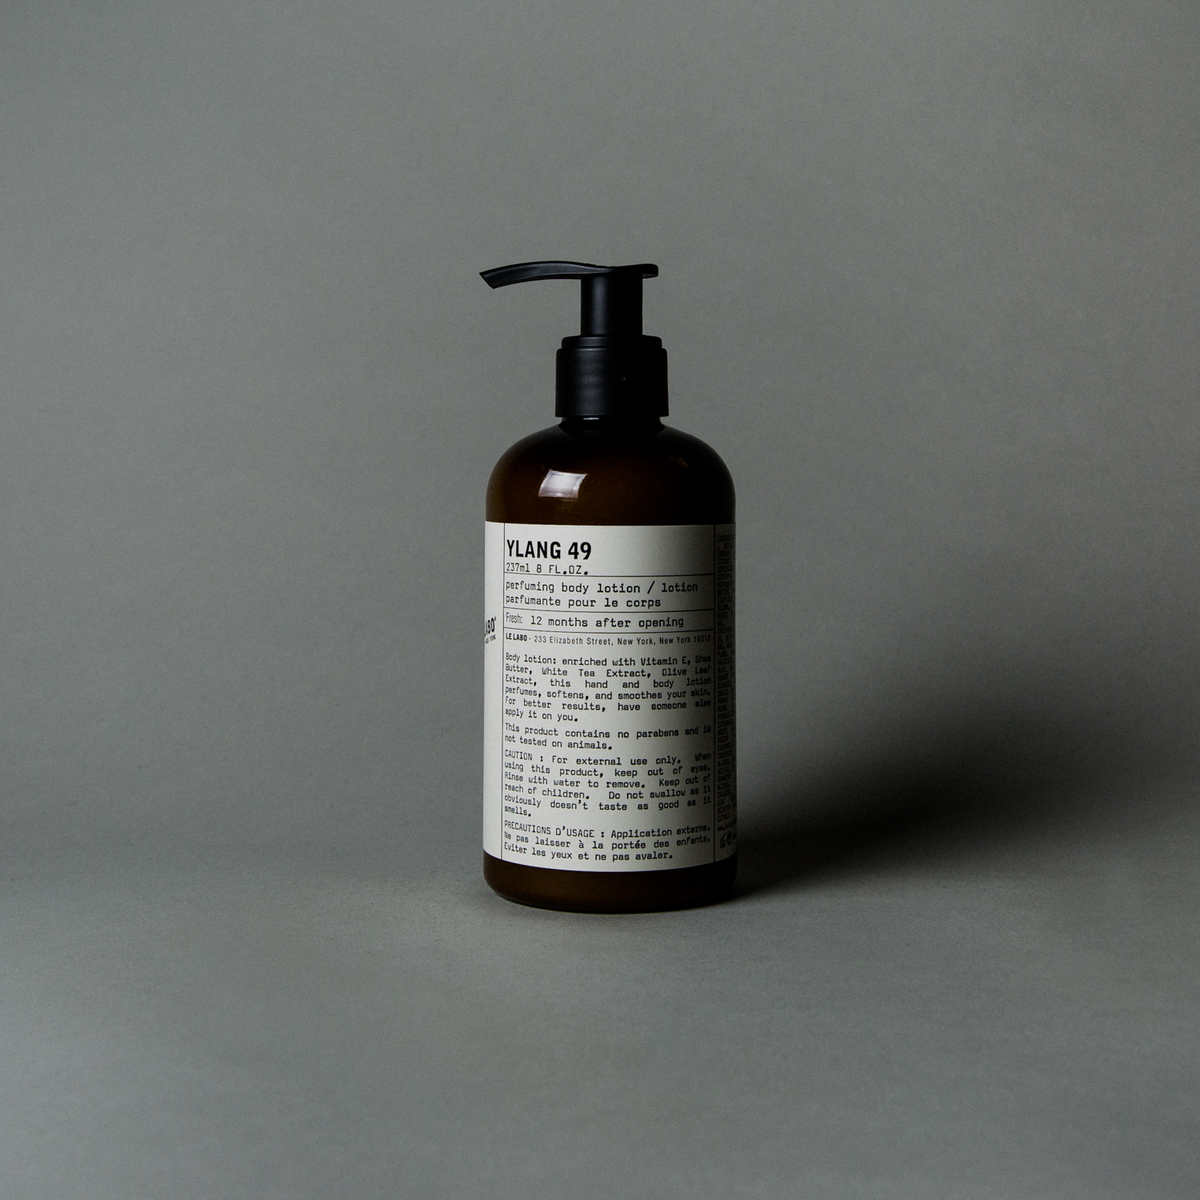 YLANG 49
237ml 8 FL.OZ.
perfuming body lotion / lotion
parfumante pour le corps
Fresh: 12 months after opening
LE LABO - 233 Elizabeth Street, New York, New York 10012
Body lotion: enriched with Vitamin E, Shea
Butter, White Tea Extract, Olive Leaf
Extract, this hand and body lotion
perfumes, softens, and smoothes your skin.
For better results, have someone else
apply it on you.
This product contains no parabens and is
not tested on animals.
CAUTION : For external use only. When
using this product, keep out of eyes.
Rinse with water to remove. Keep out of
reach of children. Do not swallow as it
obviously doesn't taste as good as it
smells.
PRECAUTIONS D'USAGE : Application externe.
Ne pas laisser à la portée des enfants.
Eviter les yeux et ne pas avaler.